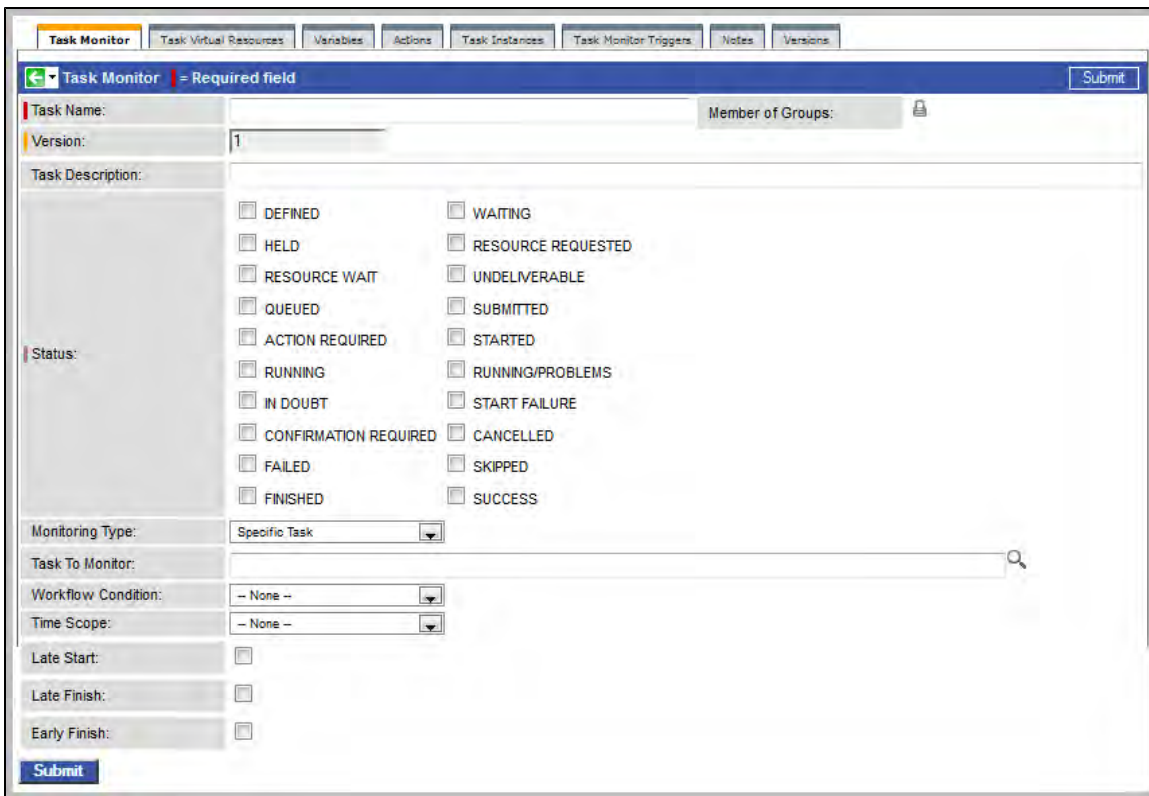 Task Monitor Task Virtual Resources Variables Actions Task Instances Task Monitor Triggers Notes Versions
Task Monitor = Required field Submit
Task Name: Member of Groups:
Version: 1
Task Description:
Status:
DEFINED WAITING
HELD RESOURCE REQUESTED
RESOURCE WAIT UNDELIVERABLE
QUEUED SUBMITTED
ACTION REQUIRED STARTED
RUNNING RUNNING/PROBLEMS
IN DOUBT START FAILURE
CONFIRMATION REQUIRED CANCELLED
FAILED SKIPPED
FINISHED SUCCESS
Monitoring Type: Specific Task
Task To Monitor:
Workflow Condition: -- None --
Time Scope: -- None --
Late Start:
Late Finish:
Early Finish:
Submit